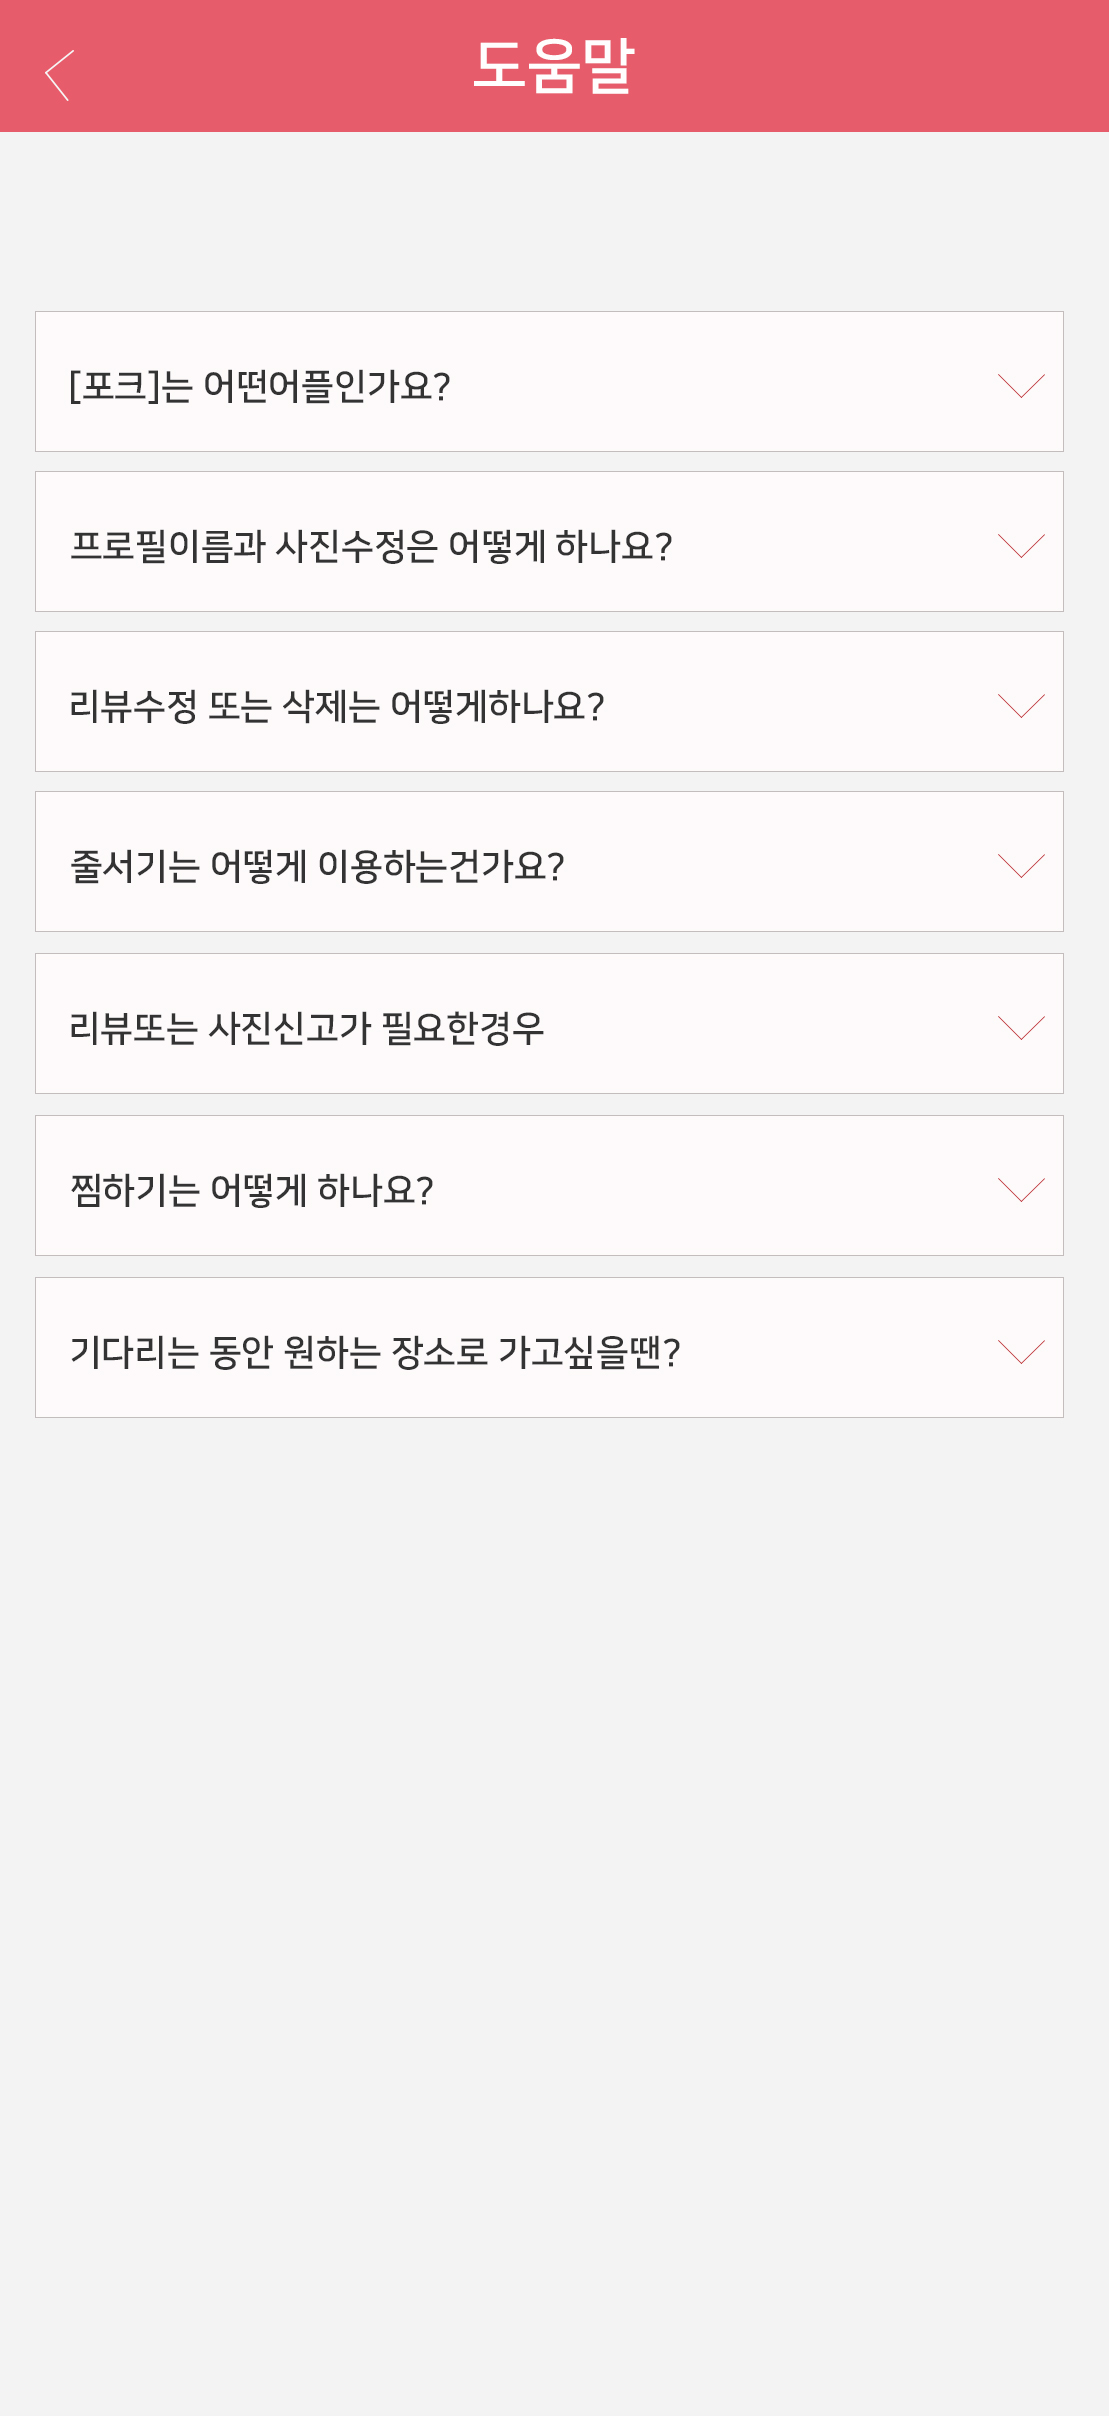 도움말
[포크]는 어떤어플인가요?
프로필이름과 사진수정은 어떻게 하나요?
리뷰수정 또는 삭제는 어떻게하나요?
줄서기는 어떻게 이용하는건가요?
리뷰또는 사진신고가 필요한경우
찜하기는 어떻게 하나요?
기다리는 동안 원하는 장소로 가고싶을땐?